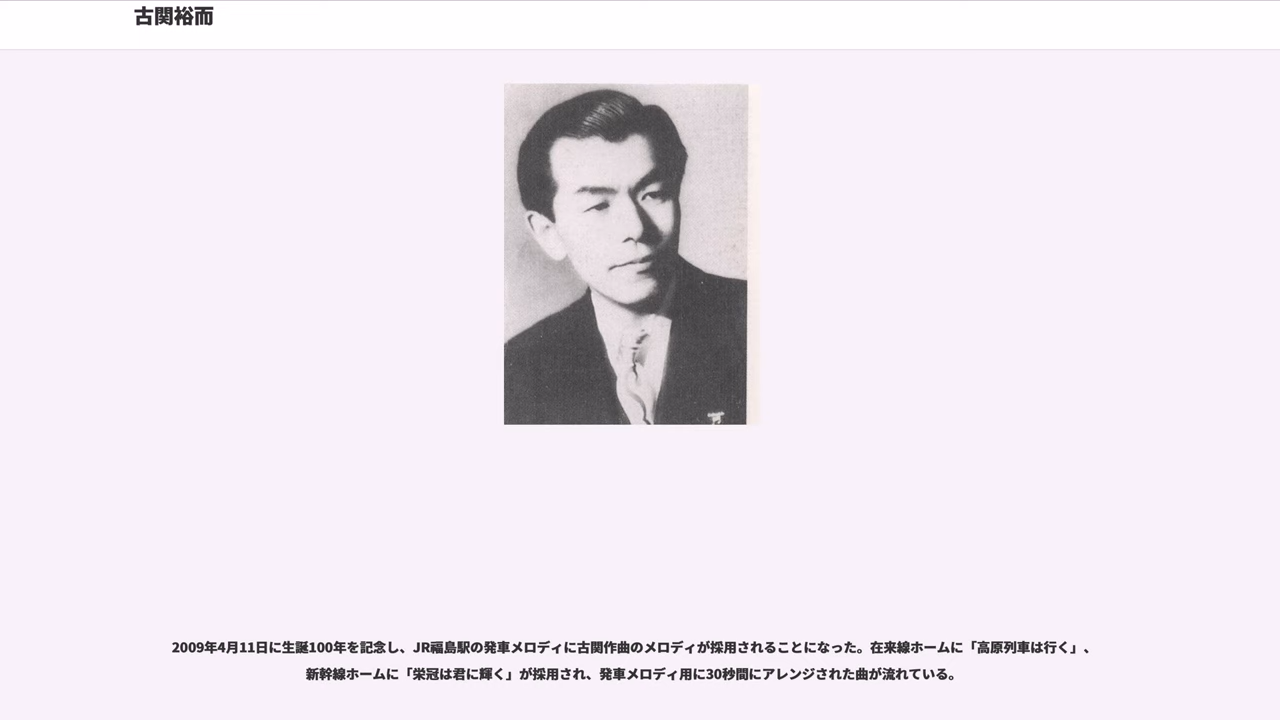 古関裕而
2009年4月11日に生誕100年を記念し、JR福島駅の発車メロディに古関作曲のメロディが採用されることになった。在来線ホームに「高原列車は行く」、
新幹線ホームに「栄冠は君に輝く」が採用され、発車メロディ用に30秒間にアレンジされた曲が流れている。